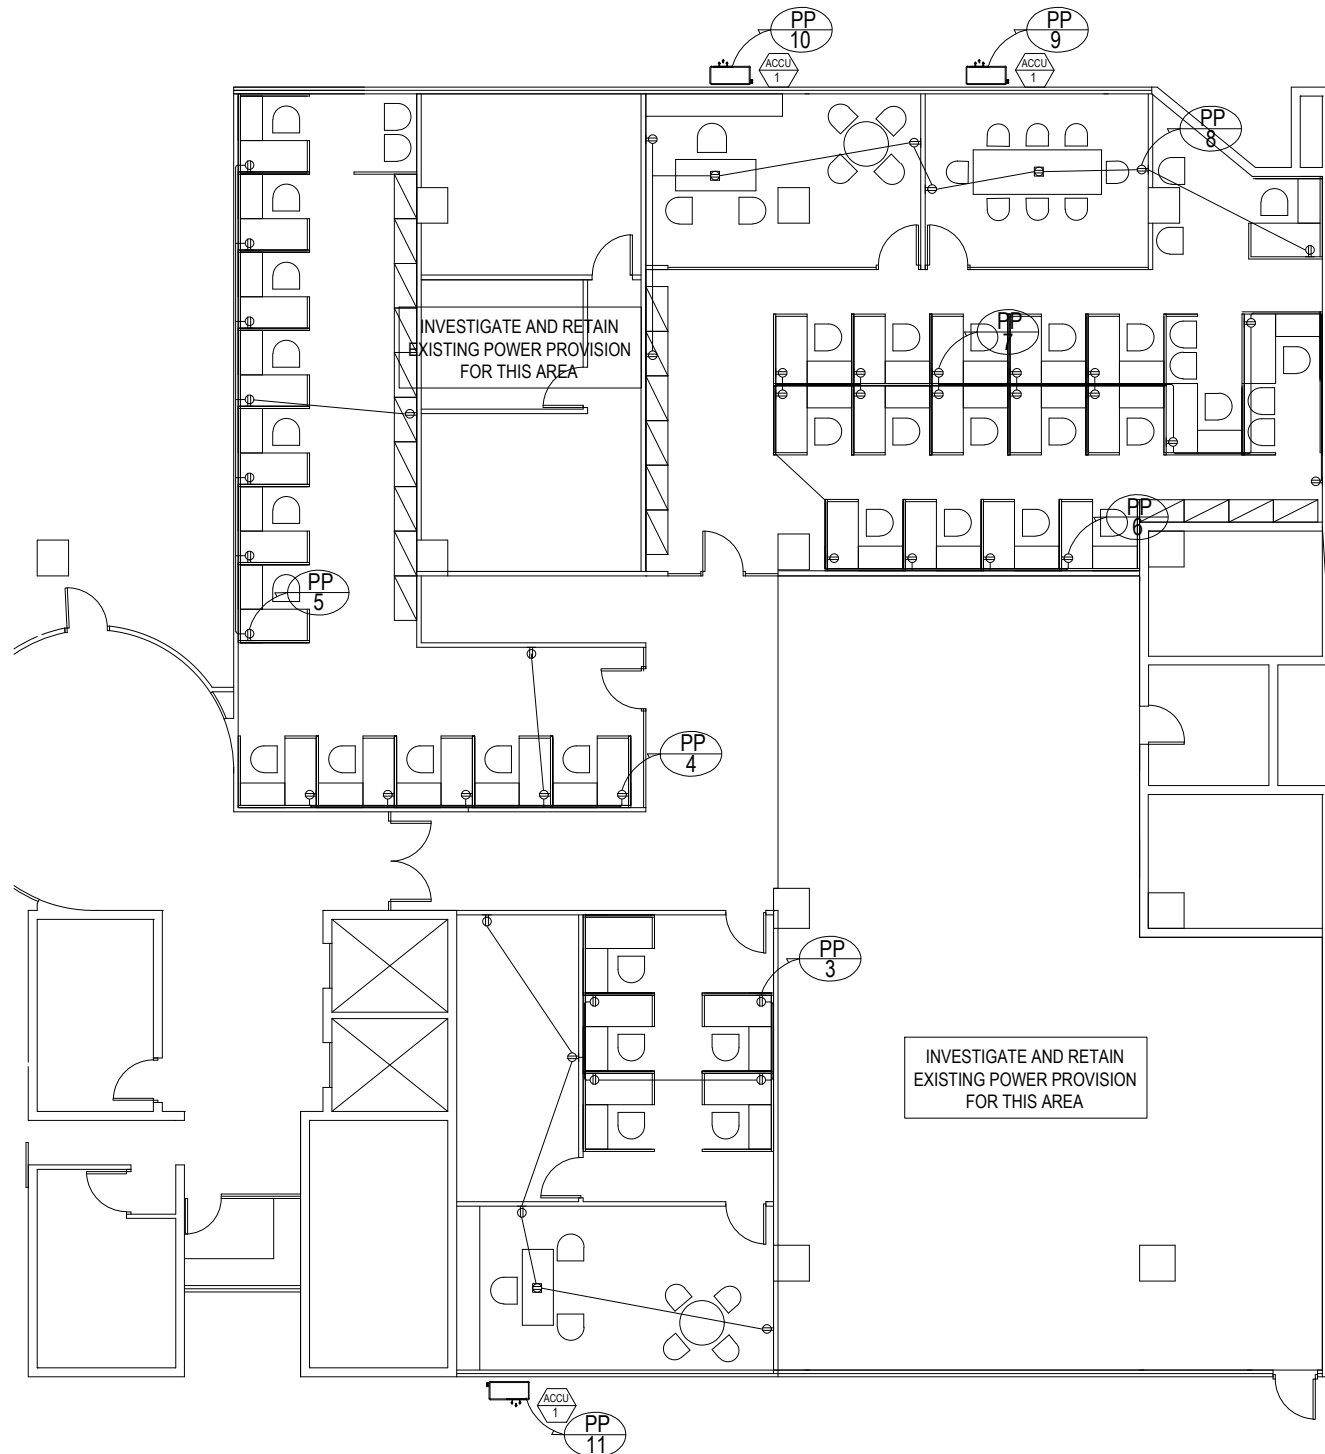 PP
10
PP
9
ACCU
1
ACCU
1
PP
8
INVESTIGATE AND RETAIN
EXISTING POWER PROVISION
FOR THIS AREA
PP
7
PP
6
PP
5
PP
4
PP
3
INVESTIGATE AND RETAIN
EXISTING POWER PROVISION
FOR THIS AREA
ACCU
1
PP
11